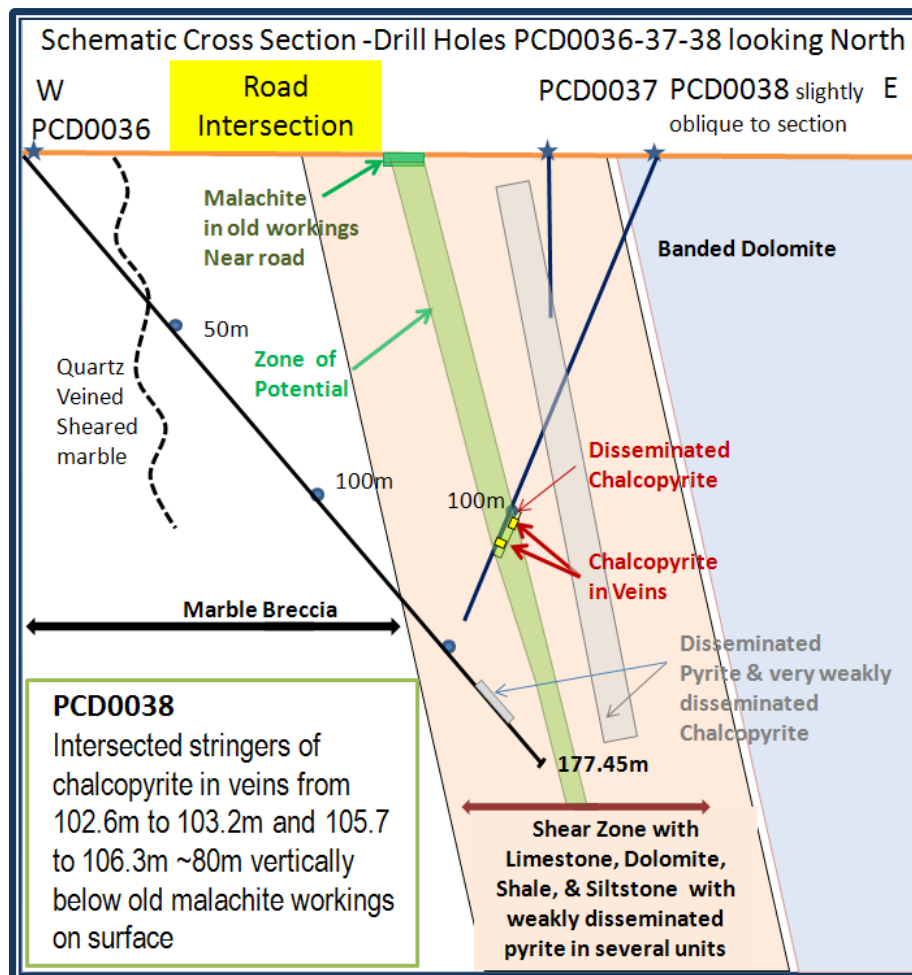 Schematic Cross Section -Drill Holes PCD0036-37-38 looking North
W
PCD0036
Road
Intersection
PCD0037
PCD0038 slightly
oblique to section
E
Malachite
in old workings
Near road
Banded Dolomite
50m
Quartz
Veined
Sheared
marble
Zone of
Potential
100m
100m
Disseminated
Chalcopyrite
Chalcopyrite
in Veins
Marble Breccia
Disseminated
Pyrite & very weakly
disseminated
Chalcopyrite
177.45m
PCD0038
Intersected stringers of
chalcopyrite in veins from
102.6m to 103.2m and 105.7
to 106.3m ~80m vertically
below old malachite workings
on surface
Shear Zone with
Limestone, Dolomite,
Shale, & Siltstone with
weakly disseminated
pyrite in several units